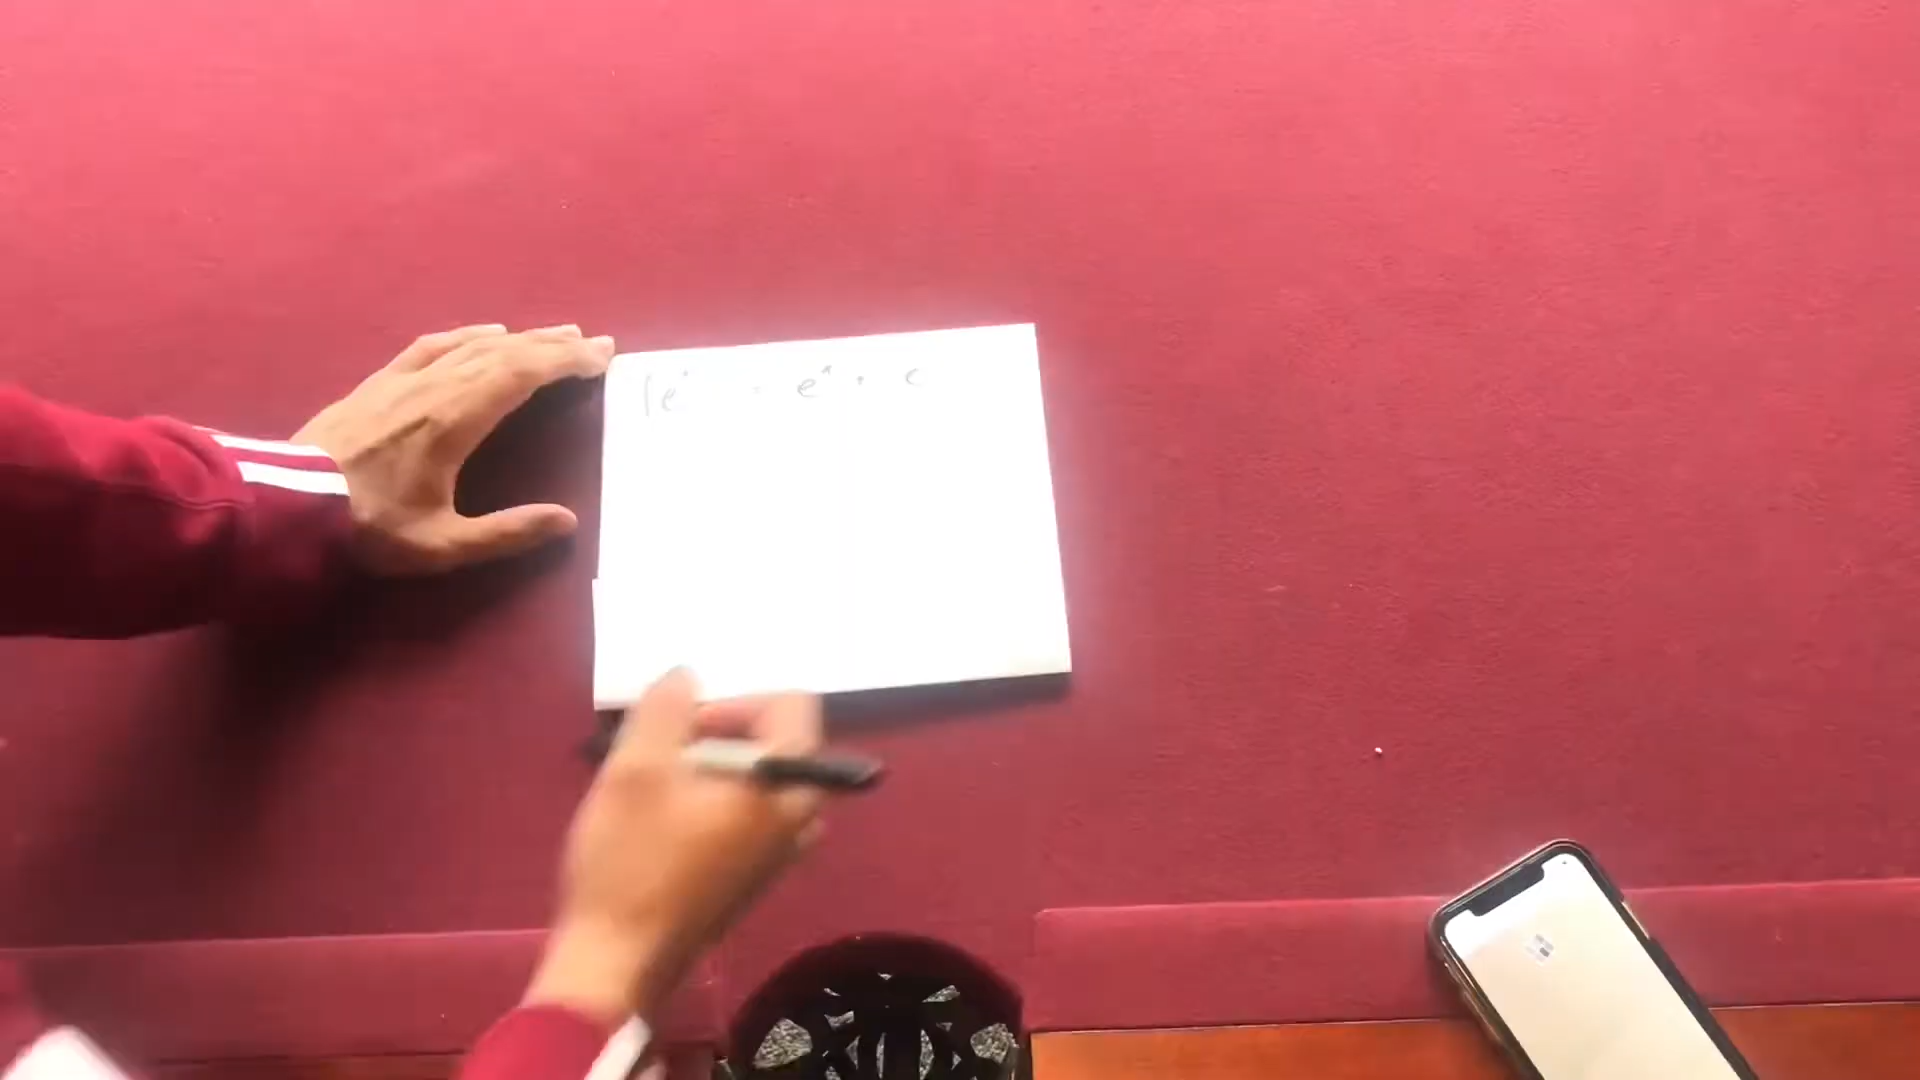 ∫eˣ = eˣ + c